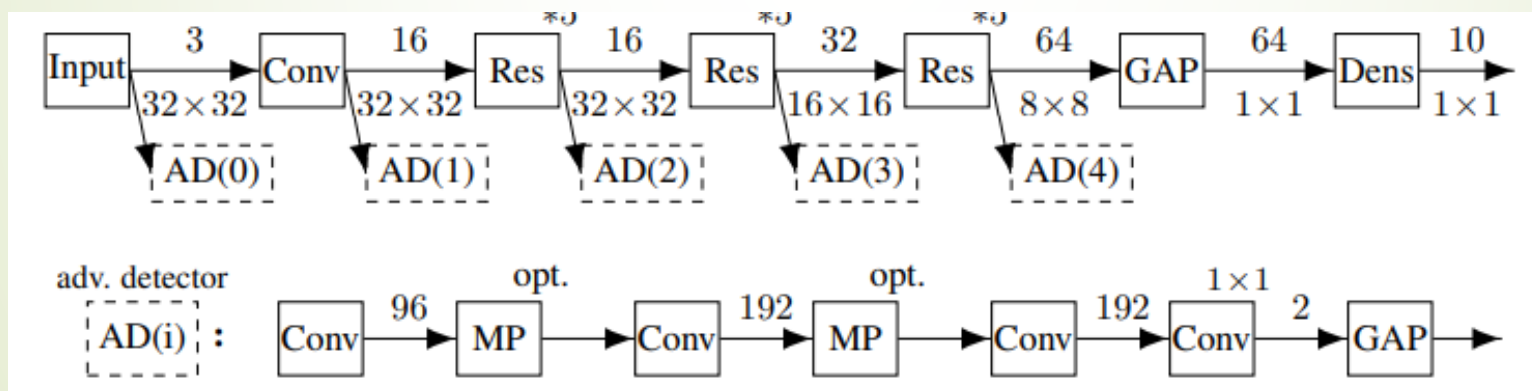 3 16 16 32 64 64 10
Input Conv Res Res Res GAP Dens
32×32 32×32 32×32 16×16 8×8 1×1 1×1
AD(0) AD(1) AD(2) AD(3) AD(4)
adv. detector opt. opt. 1×1
96 192 192 2
AD(i) : Conv MP Conv MP Conv Conv GAP